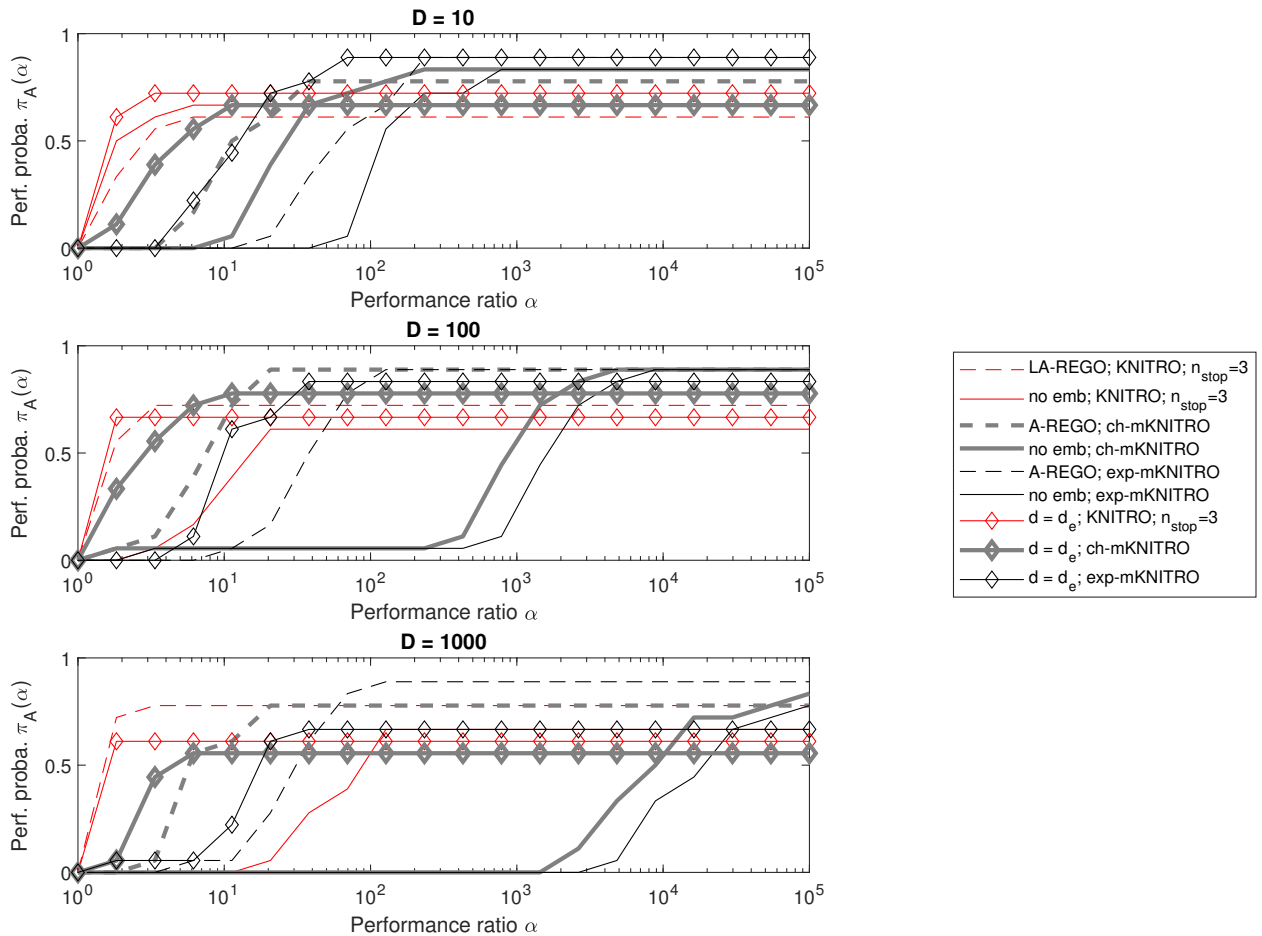 D = 10
Perf. proba. π_A(α)
1
0.5
0
10^0 10^1 10^2 10^3 10^4 10^5
Performance ratio α
D = 100
Perf. proba. π_A(α)
1
0.5
0
10^0 10^1 10^2 10^3 10^4 10^5
Performance ratio α
LA-REGO; KNITRO; n_stop=3
no emb; KNITRO; n_stop=3
A-REGO; ch-mKNITRO
no emb; ch-mKNITRO
A-REGO; exp-mKNITRO
no emb; exp-mKNITRO
d = d_e; KNITRO; n_stop=3
d = d_e; ch-mKNITRO
d = d_e; exp-mKNITRO
D = 1000
Perf. proba. π_A(α)
1
0.5
0
10^0 10^1 10^2 10^3 10^4 10^5
Performance ratio α